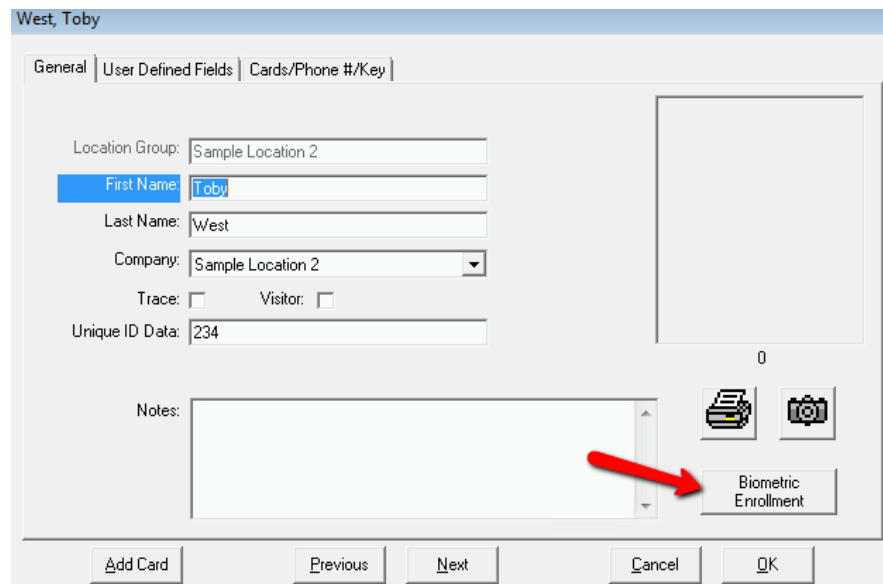 West, Toby
General User Defined Fields Cards/Phone #/Key
Location Group: Sample Location 2
First Name: Toby
Last Name: West
Company: Sample Location 2
Trace: Visitor:
Unique ID Data: 234
0
Notes:
Biometric
Enrollment
Add Card Previous Next Cancel OK